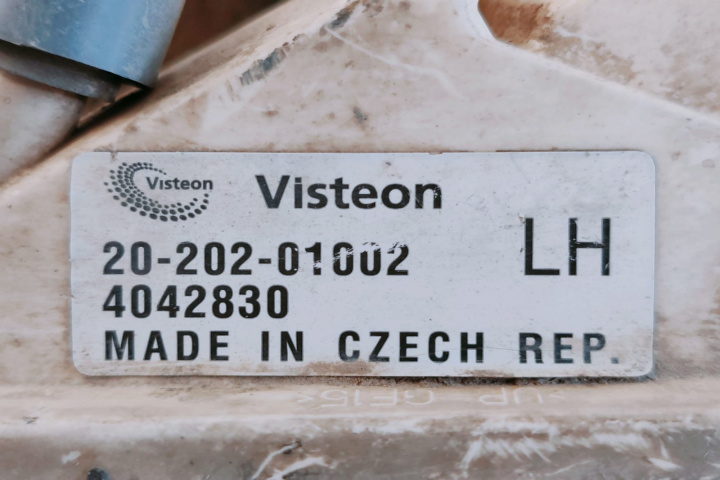 Visteon Visteon
20-202-01002 LH
4042830
MADE IN CZECH REP.